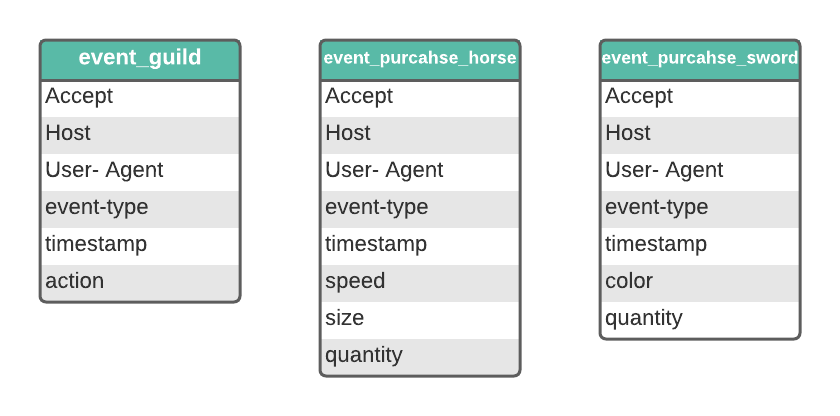 event_guild
Accept
Host
User- Agent
event-type
timestamp
action
event_purcahse_horse
Accept
Host
User- Agent
event-type
timestamp
speed
size
quantity
event_purcahse_sword
Accept
Host
User- Agent
event-type
timestamp
color
quantity